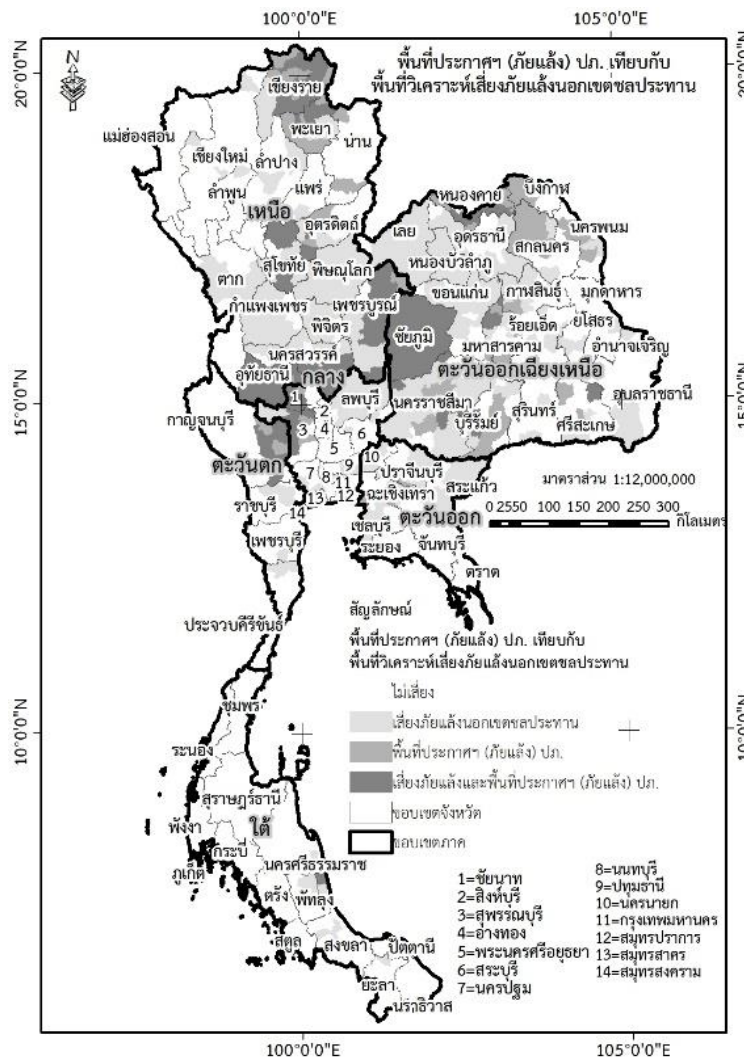 100°0'0"E 105°0'0"E
พื้นที่ประกาศฯ (ภัยแล้ง) ปภ. เทียบกับ
พื้นที่วิเคราะห์เสี่ยงภัยแล้งนอกเขตชลประทาน
N
20°0'0"N 20°0'0"N
เชียงราย
แม่ฮ่องสอน
พะเยา
น่าน
เชียงใหม่
ลำปาง
ลำพูน
แพร่
เหนือ
อุตรดิตถ์
หนองคาย
บึงกาฬ
เลย
อุดรธานี
นครพนม
สกลนคร
สุโขทัย
พิษณุโลก
หนองบัวลำภู
ตาก
ขอนแก่น
กาฬสินธุ์
มุกดาหาร
กำแพงเพชร
เพชรบูรณ์
พิจิตร
ชัยภูมิ
ร้อยเอ็ด
ยโสธร
มหาสารคาม
อำนาจเจริญ
นครสวรรค์
ตะวันออกเฉียงเหนือ
อุทัยธานี
กลาง
15°0'0"N 15°0'0"N
1
ลพบุรี
นครราชสีมา
อุบลราชธานี
กาญจนบุรี
2
3
4
6
5
บุรีรัมย์
สุรินทร์
ศรีสะเกษ
ตะวันตก
7 8 9
10
ปราจีนบุรี
สระแก้ว
มาตราส่วน 1:12,000,000
11
12
13
14
ฉะเชิงเทรา
0 25 50 100 150 200 250 300
กิโลเมตร
ราชบุรี
ตะวันออก
ชลบุรี
เพชรบุรี
ระยอง
จันทบุรี
ตราด
ประจวบคีรีขันธ์
สัญลักษณ์
พื้นที่ประกาศฯ (ภัยแล้ง) ปภ. เทียบกับ
พื้นที่วิเคราะห์เสี่ยงภัยแล้งนอกเขตชลประทาน
ไม่เสี่ยง
เสี่ยงภัยแล้งนอกเขตชลประทาน
พื้นที่ประกาศฯ (ภัยแล้ง) ปภ.
เสี่ยงภัยแล้งและพื้นที่ประกาศฯ (ภัยแล้ง) ปภ.
ขอบเขตจังหวัด
ขอบเขตภาค
10°0'0"N 10°0'0"N
ชุมพร
ระนอง
สุราษฎร์ธานี
พังงา
ใต้
กระบี่
ภูเก็ต
นครศรีธรรมราช
ตรัง
พัทลุง
สตูล
สงขลา
ปัตตานี
ยะลา
นราธิวาส
1=ชัยนาท
2=สิงห์บุรี
3=สุพรรณบุรี
4=อ่างทอง
5=พระนครศรีอยุธยา
6=สระบุรี
7=นครปฐม
8=นนทบุรี
9=ปทุมธานี
10=นครนายก
11=กรุงเทพมหานคร
12=สมุทรปราการ
13=สมุทรสาคร
14=สมุทรสงคราม
100°0'0"E 105°0'0"E